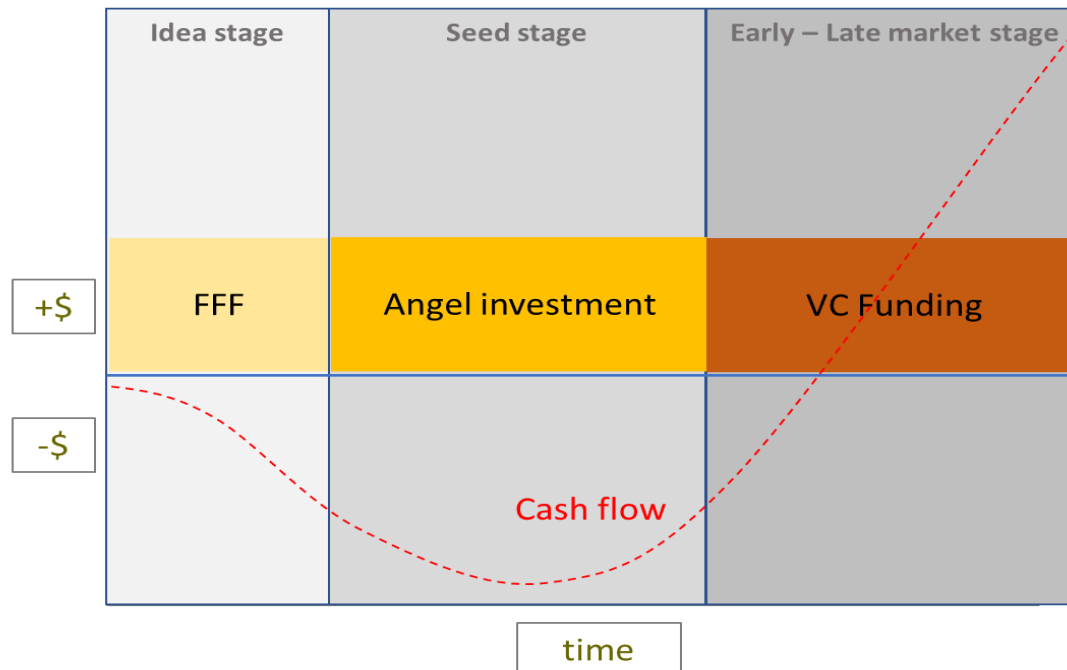 Idea stage
Seed stage
Early – Late market stage
+$
FFF
Angel investment
VC Funding
-$
Cash flow
time